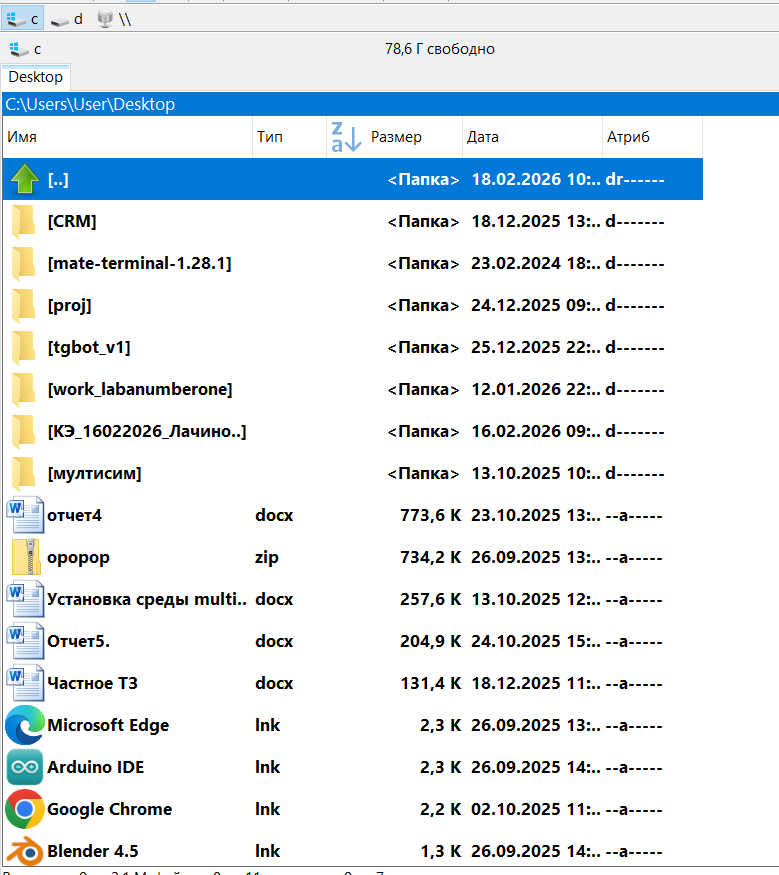 c d \\
c 78,6 Г свободно
Desktop
C:\Users\User\Desktop
Имя Тип Размер Дата Атриб
[..] <Папка> 18.02.2026 10:.. dr------
[CRM] <Папка> 18.12.2025 13:.. d-------
[mate-terminal-1.28.1] <Папка> 23.02.2024 18:.. d-------
[proj] <Папка> 24.12.2025 09:.. d-------
[tgbot_v1] <Папка> 25.12.2025 22:.. d-------
[work_labanumberone] <Папка> 12.01.2026 22:.. d-------
[КЭ_16022026_Лачино..] <Папка> 16.02.2026 09:.. d-------
[мултисим] <Папка> 13.10.2025 10:.. d-------
отчет4 docx 773,6 K 23.10.2025 13:.. --a-----
opopop zip 734,2 K 26.09.2025 13:.. --a-----
Установка среды multi.. docx 257,6 K 13.10.2025 12:.. --a-----
Отчет5. docx 204,9 K 24.10.2025 15:.. --a-----
Частное ТЗ docx 131,4 K 18.12.2025 11:.. --a-----
Microsoft Edge lnk 2,3 K 26.09.2025 13:.. --a-----
Arduino IDE lnk 2,3 K 26.09.2025 14:.. --a-----
Google Chrome lnk 2,2 K 02.10.2025 11:.. --a-----
Blender 4.5 lnk 1,3 K 26.09.2025 14:.. --a-----